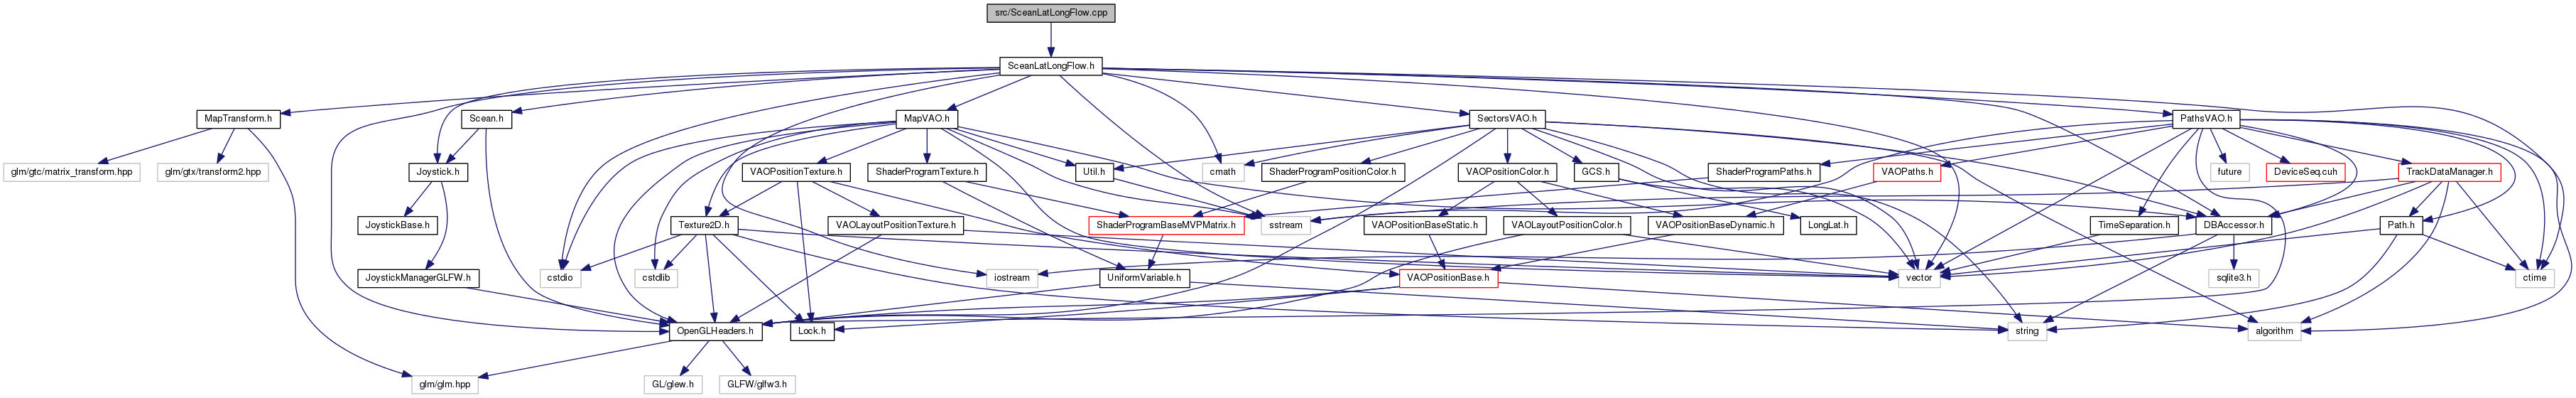 src/SceanLatLongFlow.cpp
SceanLatLongFlow.h
MapTransform.h
Scean.h
MapVAO.h
SectorsVAO.h
PathsVAO.h
glm/gtc/matrix_transform.hpp
glm/gtx/transform2.hpp
Joystick.h
VAOPositionTexture.h
ShaderProgramTexture.h
Util.h
cmath
ShaderProgramPositionColor.h
VAOPositionColor.h
GCS.h
ShaderProgramPaths.h
VAOPaths.h
future
DeviceSeq.cuh
TrackDataManager.h
JoystickBase.h
Texture2D.h
VAOLayoutPositionTexture.h
ShaderProgramBaseMVPMatrix.h
sstream
VAOPositionBaseStatic.h
VAOLayoutPositionColor.h
VAOPositionBaseDynamic.h
LongLat.h
TimeSeparation.h
DBAccessor.h
Path.h
JoystickManagerGLFW.h
cstdio
cstdlib
iostream
UniformVariable.h
VAOPositionBase.h
vector
sqlite3.h
ctime
OpenGLHeaders.h
Lock.h
string
algorithm
glm/glm.hpp
GL/glew.h
GLFW/glfw3.h